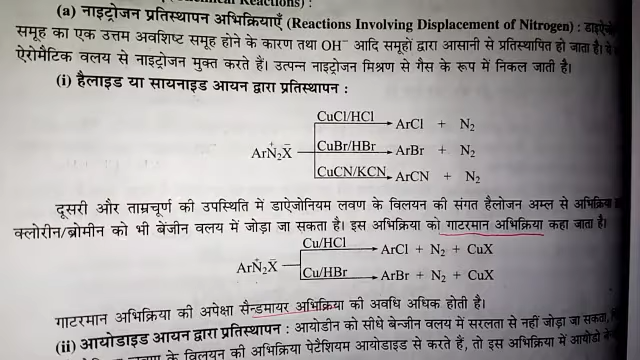 (a) नाइट्रोजन प्रतिस्थापन अभिक्रियाएँ (Reactions Involving Displacement of Nitrogen) :
समूह का एक उत्तम अवशिष्ट समूह होने के कारण तथा OH⁻ आदि समूहों द्वारा आसानी से प्रतिस्थापित हो जाता है।
ऐरोमैटिक वलय से नाइट्रोजन मुक्त करते हैं। उत्पन्न नाइट्रोजन मिश्रण से गैस के रूप में निकल जाती है।
(i) हैलाइड या सायनाइड आयन द्वारा प्रतिस्थापन :
CuCl/HCl ArCl + N₂
ArN₂⁺X⁻ CuBr/HBr ArBr + N₂
CuCN/KCN ArCN + N₂
दूसरी और ताम्रचूर्ण की उपस्थिति में डाऐजोनियम लवण के विलयन की संगत हैलोजन अम्ल से अभिक्रिया
क्लोरीन/ब्रोमीन को भी बेंजीन वलय में जोड़ा जा सकता है। इस अभिक्रिया को गाटरमान अभिक्रिया कहा जाता है।
Cu/HCl ArCl + N₂ + CuX
ArN₂⁺X⁻
Cu/HBr ArBr + N₂ + CuX
गाटरमान अभिक्रिया की अपेक्षा सैन्डमायर अभिक्रिया की अवधि अधिक होती है।
(ii) आयोडाइड आयन द्वारा प्रतिस्थापन : आयोडीन को सीधे बेन्जीन वलय में सरलता से नहीं जोड़ा जा सकता,
लवण के विलयन की अभिक्रिया पोटैशियम आयोडाइड से करते हैं, तो इस अभिक्रिया में आयोडो